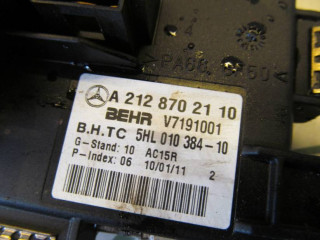 A 212 870 21 10
BEHR V7191001
B.H.TC 5HL 010 384-10
G-Stand: 10 AC15R
P-Index: 06 10/01/11 2